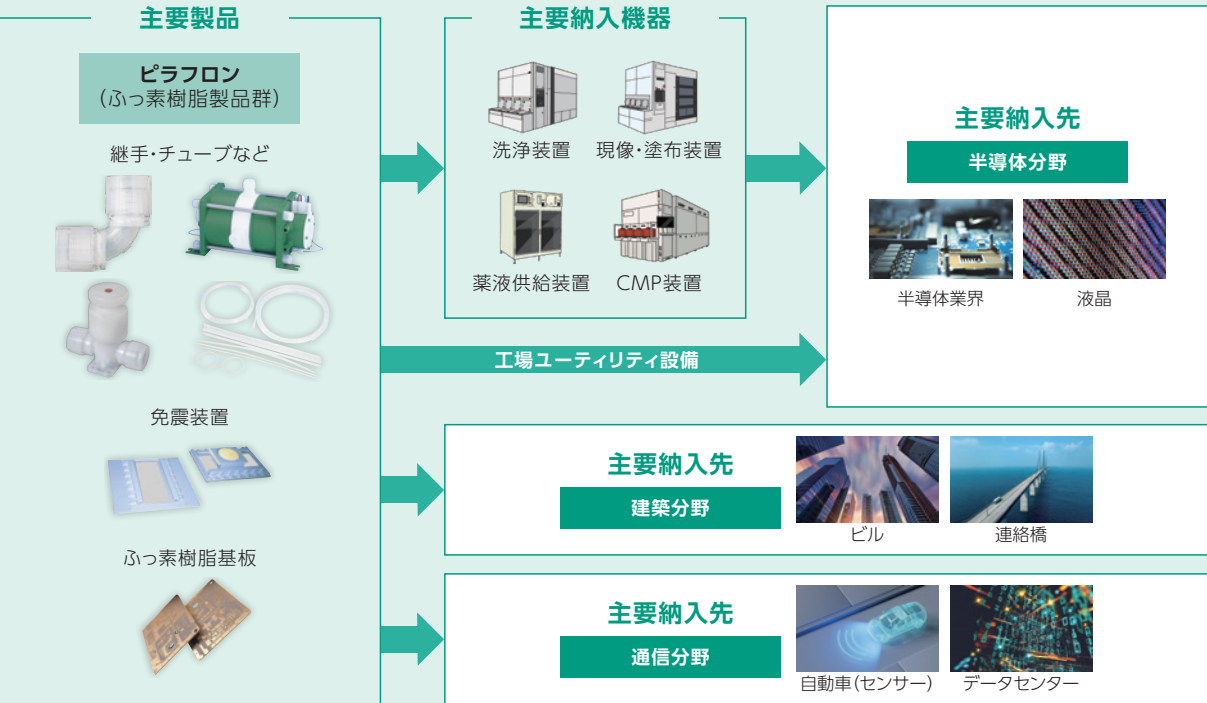 主要製品
ピラフロン
（ふっ素樹脂製品群）
継手・チューブなど
免震装置
ふっ素樹脂基板
主要納入機器
洗浄装置
現像・塗布装置
薬液供給装置
CMP装置
工場ユーティリティ設備
主要納入先
半導体分野
半導体業界
液晶
主要納入先
建築分野
ビル
連絡橋
主要納入先
通信分野
自動車（センサー）
データセンター